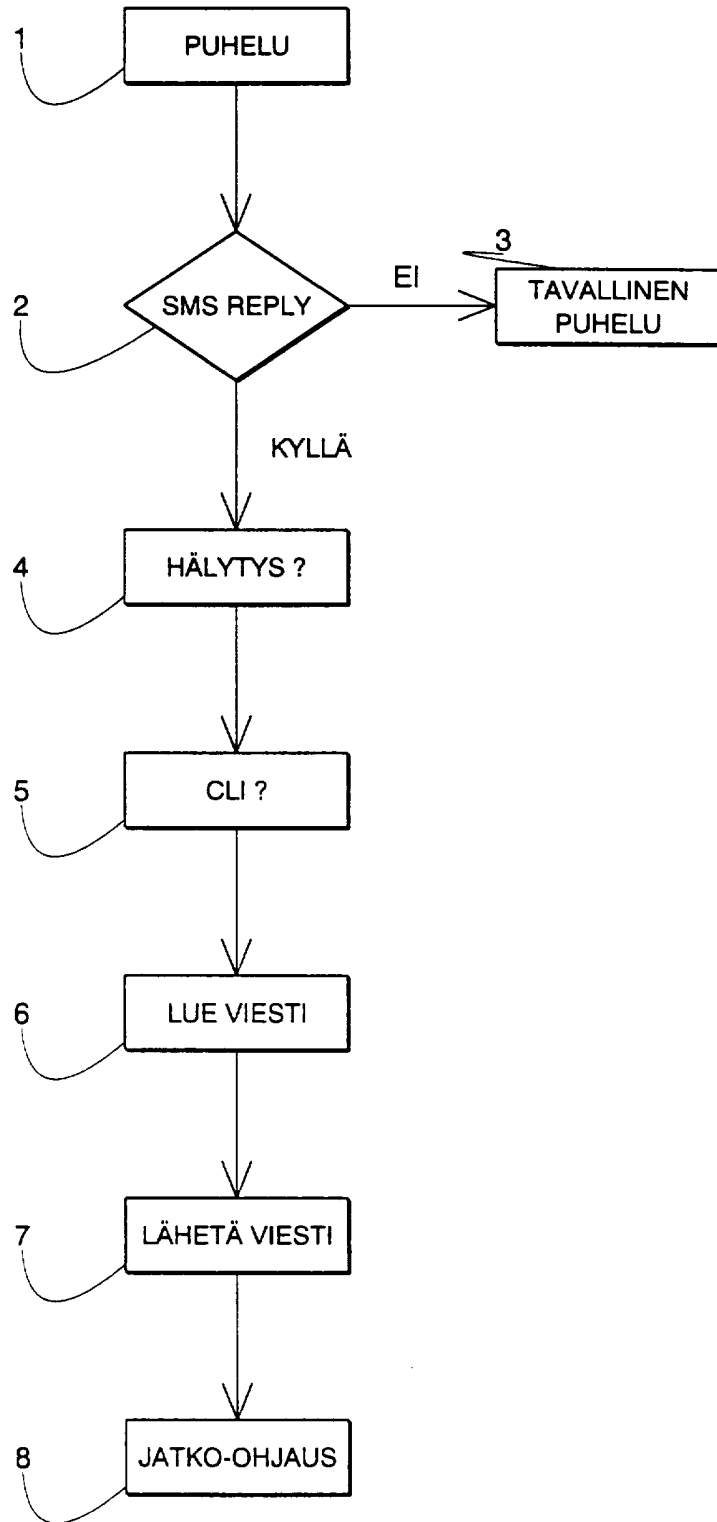 1
PUHELU
3
EI
2
SMS REPLY
TAVALLINEN
PUHELU
KYLLÄ
4
HÄLYTYS ?
5
CLI ?
6
LUE VIESTI
7
LÄHETÄ VIESTI
8
JATKO-OHJAUS